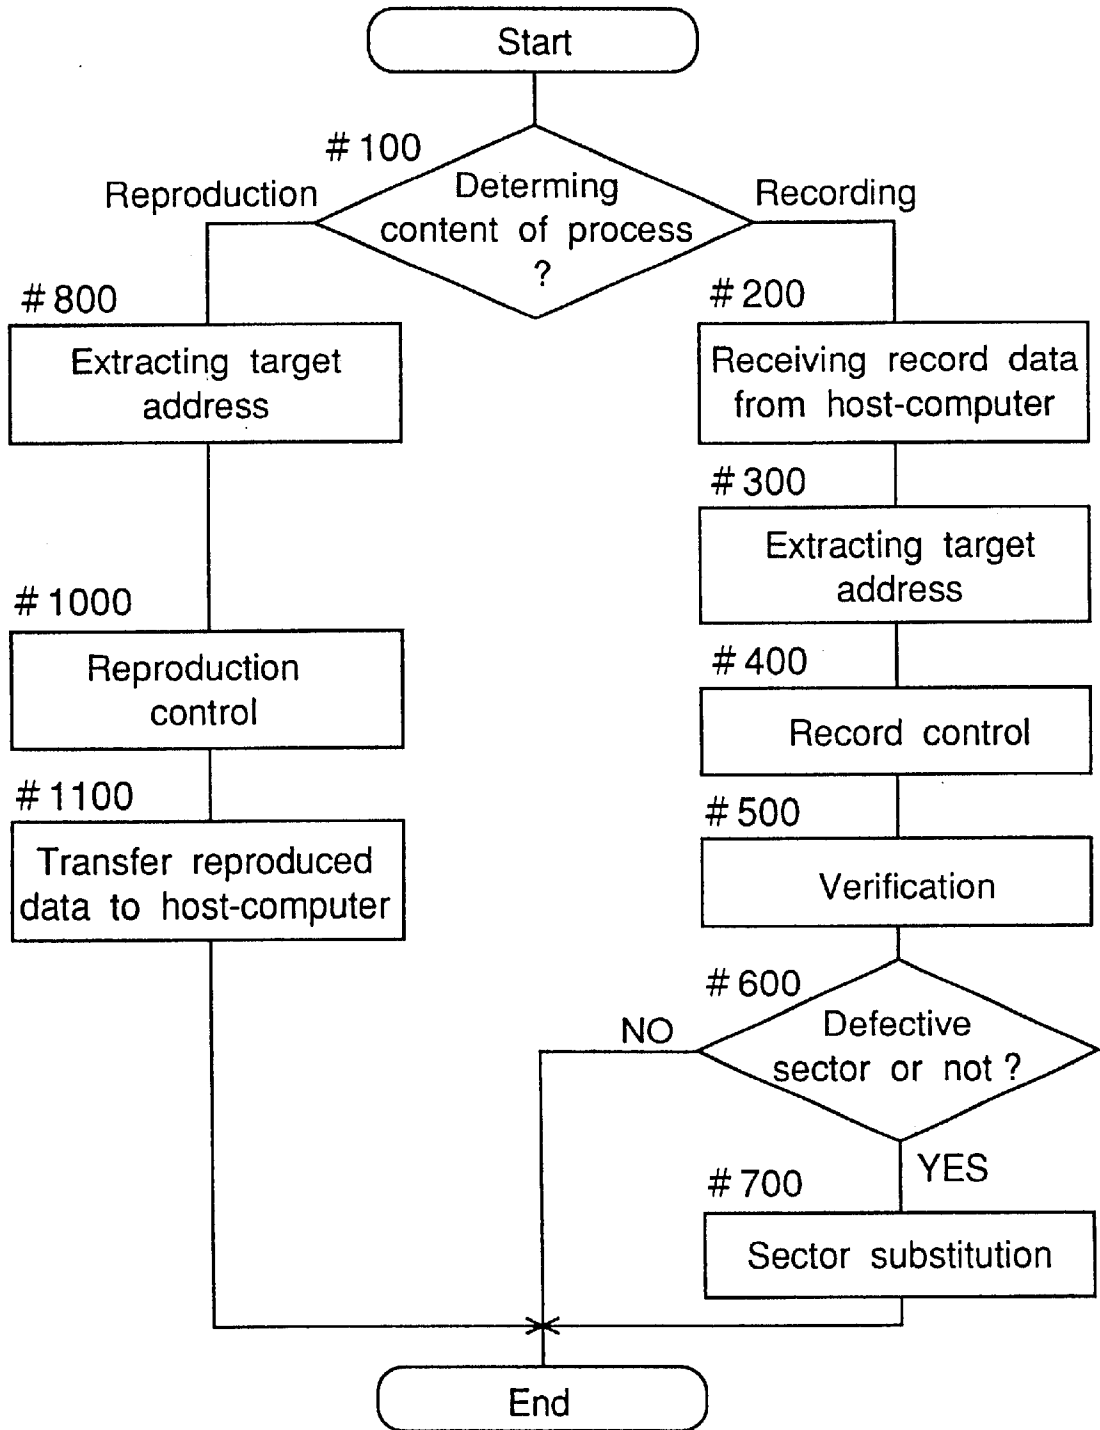 Start
# 100
Determing
content of process
?
Reproduction
Recording
# 800
Extracting target
address
# 1000
Reproduction
control
# 1100
Transfer reproduced
data to host-computer
# 200
Receiving record data
from host-computer
# 300
Extracting target
address
# 400
Record control
# 500
Verification
# 600
Defective
sector or not ?
NO
YES
# 700
Sector substitution
End